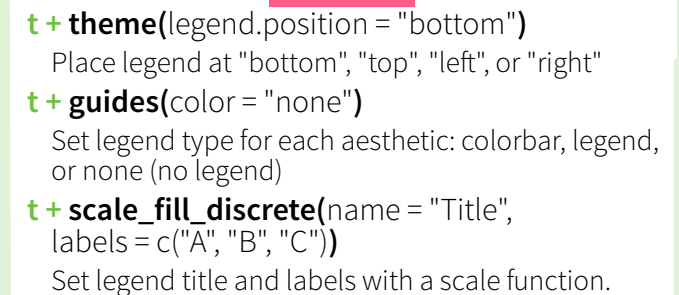 t + theme(legend.position = "bottom")
Place legend at "bottom", "top", "left", or "right"
t + guides(color = "none")
Set legend type for each aesthetic: colorbar, legend,
or none (no legend)
t + scale_fill_discrete(name = "Title",
labels = c("A", "B", "C"))
Set legend title and labels with a scale function.